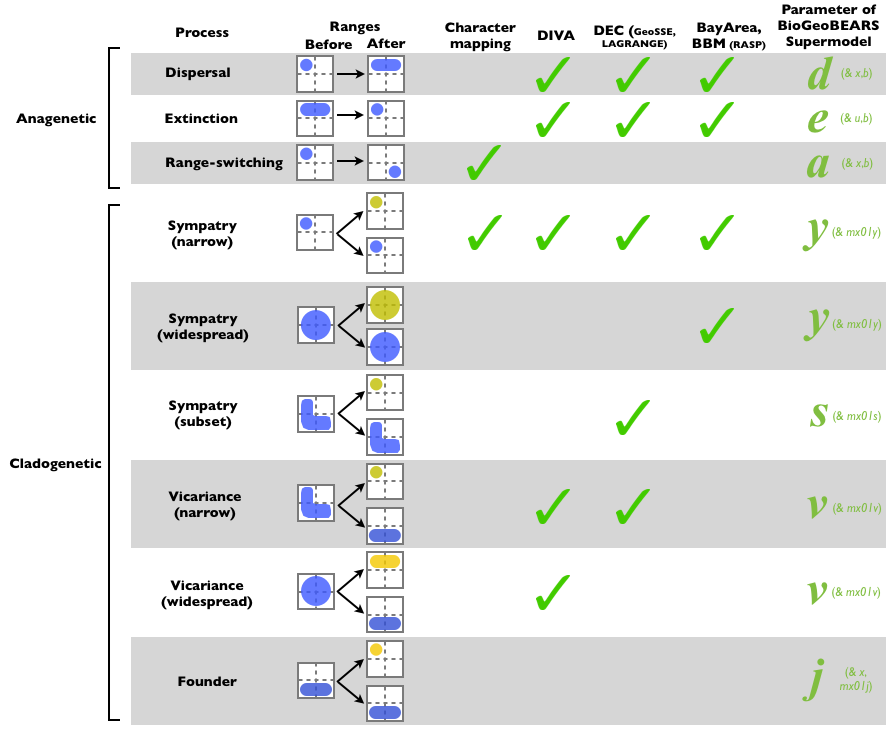 Process
Ranges
Before After
Character
mapping
DIVA
DEC (GeoSSE,
LAGRANGE)
BayArea,
BBM (RASP)
Parameter of
BioGeoBEARS
Supermodel
Anagenetic
Dispersal
d (& x,b)
Extinction
e (& u,b)
Range-switching
a (& x,b)
Cladogenetic
Sympatry
(narrow)
y (& mx01y)
Sympatry
(widespread)
y (& mx01y)
Sympatry
(subset)
s (& mx01s)
Vicariance
(narrow)
v (& mx01v)
Vicariance
(widespread)
v (& mx01v)
Founder
j (& x,
mx01j)